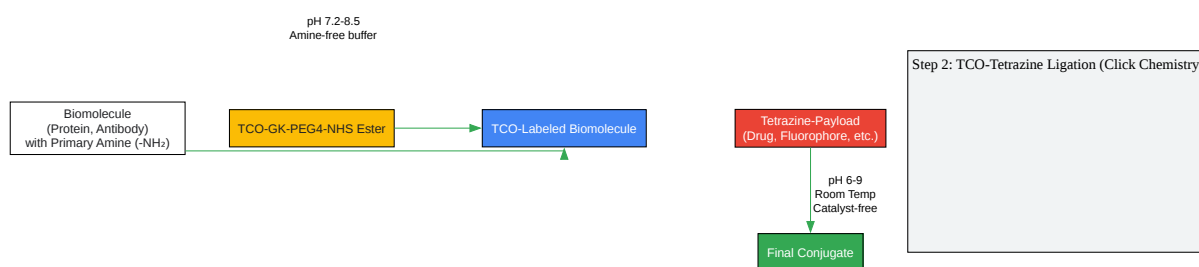 pH 7.2-8.5
Amine-free buffer
Step 2: TCO-Tetrazine Ligation (Click Chemistry
Biomolecule
(Protein, Antibody)
with Primary Amine (-NH₂)
TCO-GK-PEG4-NHS Ester
TCO-Labeled Biomolecule
Tetrazine-Payload
(Drug, Fluorophore, etc.)
pH 6-9
Room Temp
Catalyst-free
Final Conjugate